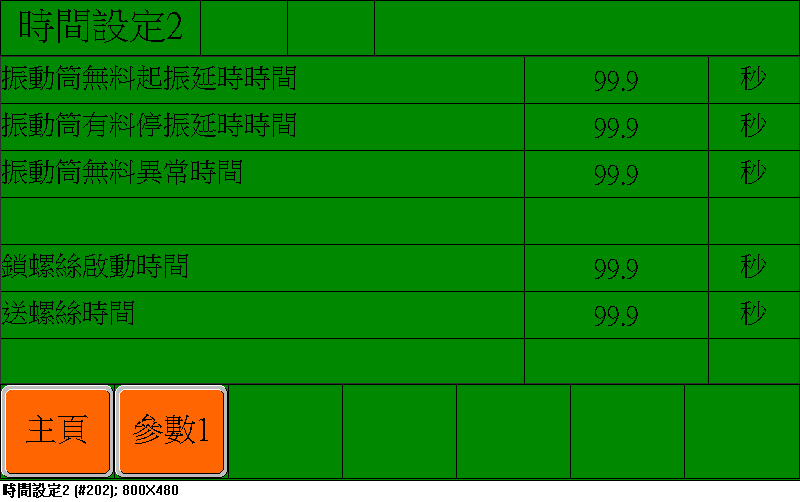 時間設定2
振動筒無料起振延時時間 99.9 秒
振動筒有料停振延時時間 99.9 秒
振動筒無料異常時間 99.9 秒
鎖螺絲啟動時間 99.9 秒
送螺絲時間 99.9 秒
主頁 參數1
時間設定2 (#202); 800X480